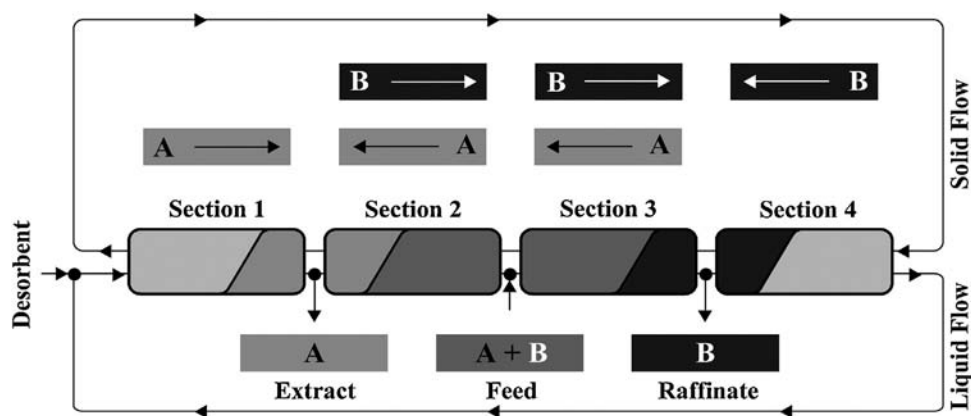 B
B
B
A
A
A
Section 1
Section 2
Section 3
Section 4
Solid Flow
Desorbent
Liquid Flow
A
A + B
B
Extract
Feed
Raffinate